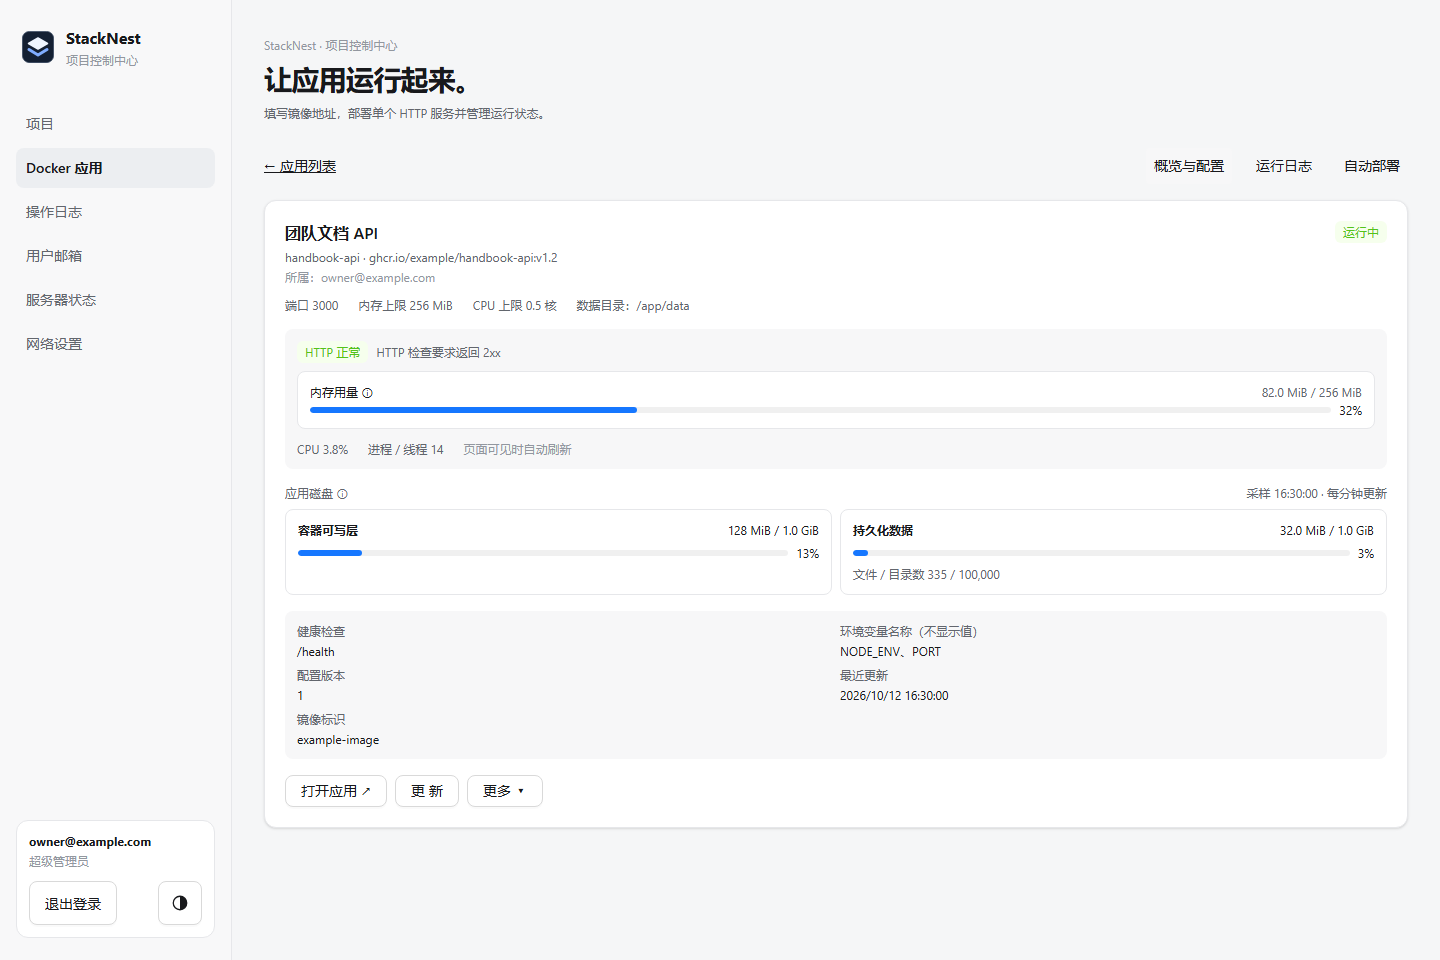 StackNest
项目控制中心
项目
Docker 应用
操作日志
用户邮箱
服务器状态
网络设置
owner@example.com
超级管理员
退出登录
StackNest · 项目控制中心
让应用运行起来。
填写镜像地址，部署单个 HTTP 服务并管理运行状态。
← 应用列表
概览与配置 运行日志 自动部署
团队文档 API 运行中
handbook-api · ghcr.io/example/handbook-api:v1.2
所属：owner@example.com
端口 3000 内存上限 256 MiB CPU 上限 0.5 核 数据目录：/app/data
HTTP 正常 HTTP 检查要求返回 2xx
内存用量 82.0 MiB / 256 MiB
32%
CPU 3.8% 进程 / 线程 14 页面可见时自动刷新
应用磁盘 采样 16:30:00 · 每分钟更新
容器可写层 128 MiB / 1.0 GiB
13%
持久化数据 32.0 MiB / 1.0 GiB
3%
文件 / 目录数 335 / 100,000
健康检查
/health
环境变量名称（不显示值）
NODE_ENV、PORT
配置版本
1
最近更新
2026/10/12 16:30:00
镜像标识
example-image
打开应用 ↗ 更 新 更多 ▾